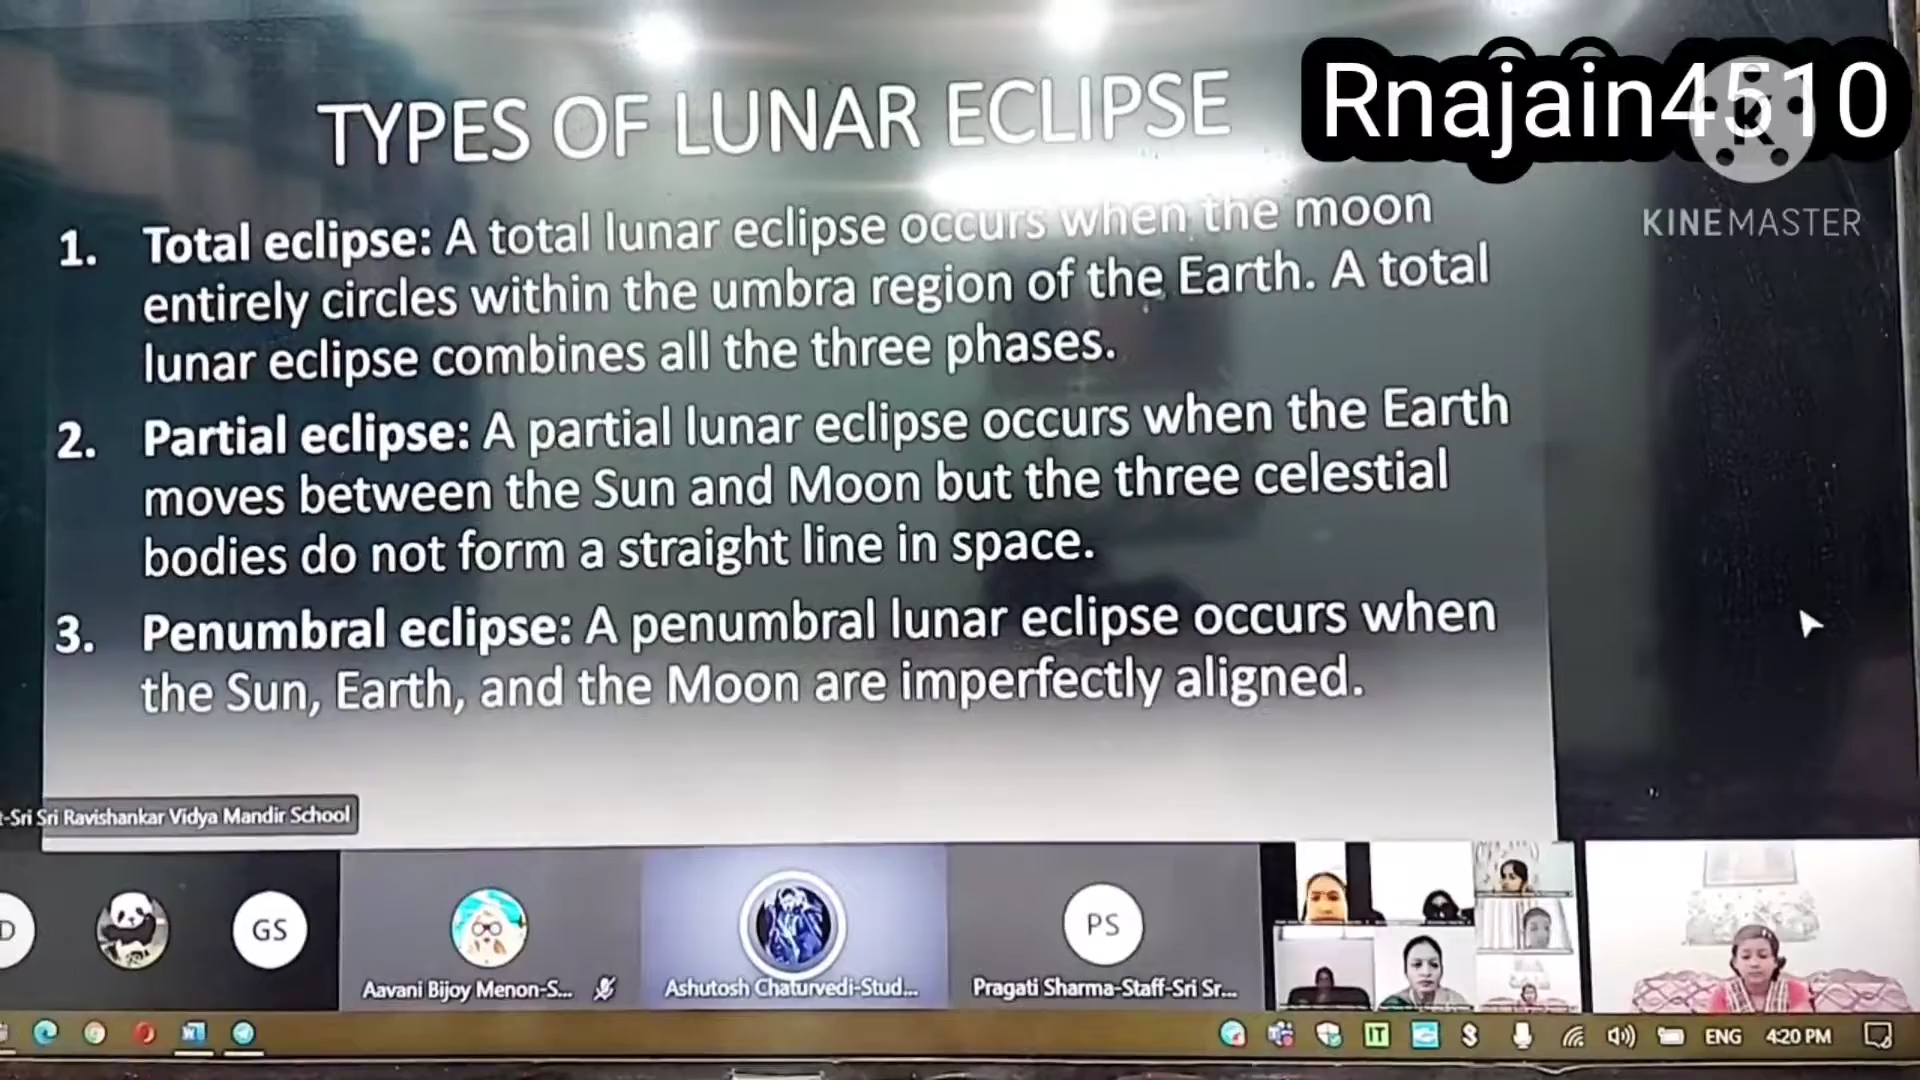 Rnajain4510
KINEMASTER
TYPES OF LUNAR ECLIPSE
1. Total eclipse: A total lunar eclipse occurs when the moon
entirely circles within the umbra region of the Earth. A total
lunar eclipse combines all the three phases.
2. Partial eclipse: A partial lunar eclipse occurs when the Earth
moves between the Sun and Moon but the three celestial
bodies do not form a straight line in space.
3. Penumbral eclipse: A penumbral lunar eclipse occurs when
the Sun, Earth, and the Moon are imperfectly aligned.
-Sri Sri Ravishankar Vidya Mandir School
D
GS
PS
Aavani Bijoy Menon-S...
Ashutosh Chaturvedi-Stud...
Pragati Sharma-Staff-Sri Sr...
IT
ENG
4:20 PM